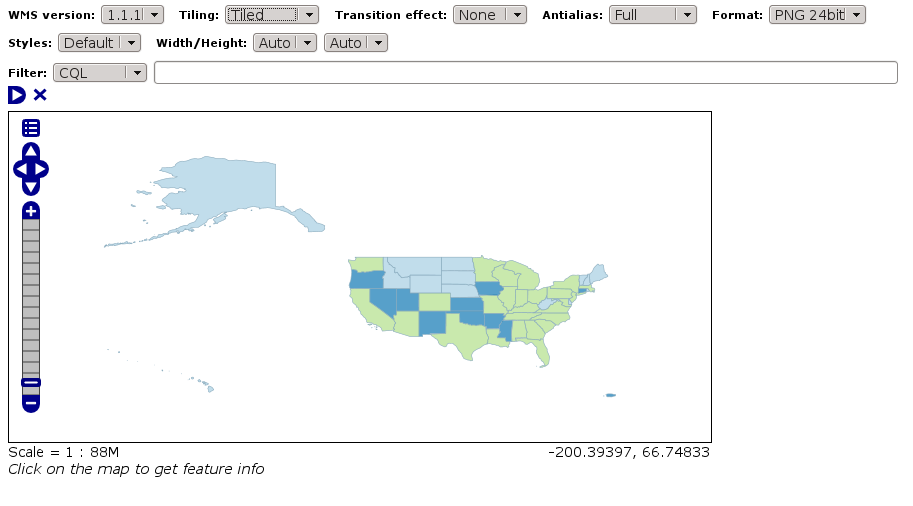 WMS version: 1.1.1 Tiling: Tiled Transition effect: None Antialias: Full Format: PNG 24bit
Styles: Default Width/Height: Auto Auto
Filter: CQL
Scale = 1 : 88M -200.39397, 66.74833
Click on the map to get feature info